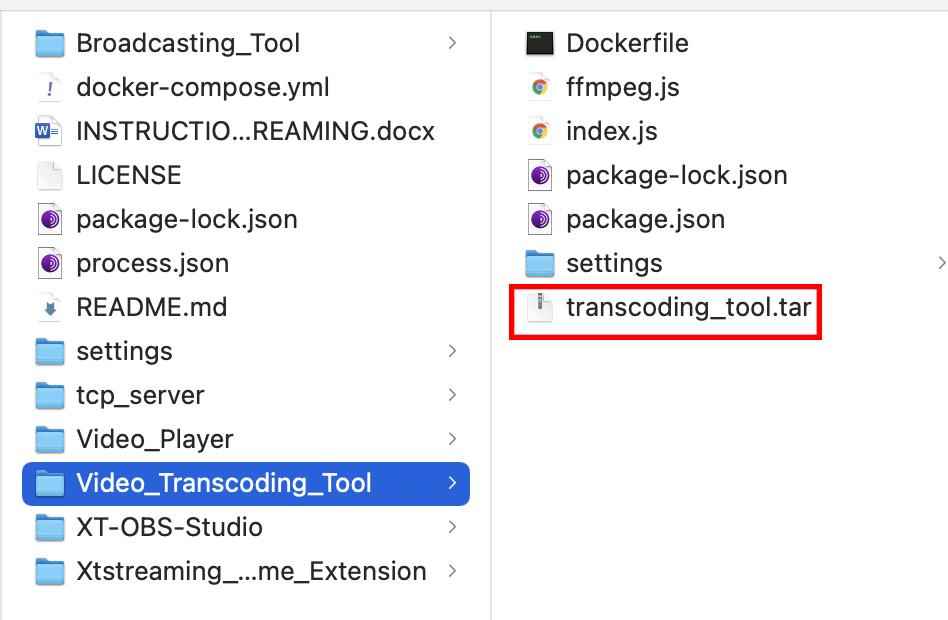 Broadcasting_Tool
docker-compose.yml
INSTRUCTIO...REAMING.docx
LICENSE
package-lock.json
process.json
README.md
settings
tcp_server
Video_Player
Video_Transcoding_Tool
XT-OBS-Studio
Xtstreaming_...me_Extension
Dockerfile
ffmpeg.js
index.js
package-lock.json
package.json
settings
transcoding_tool.tar